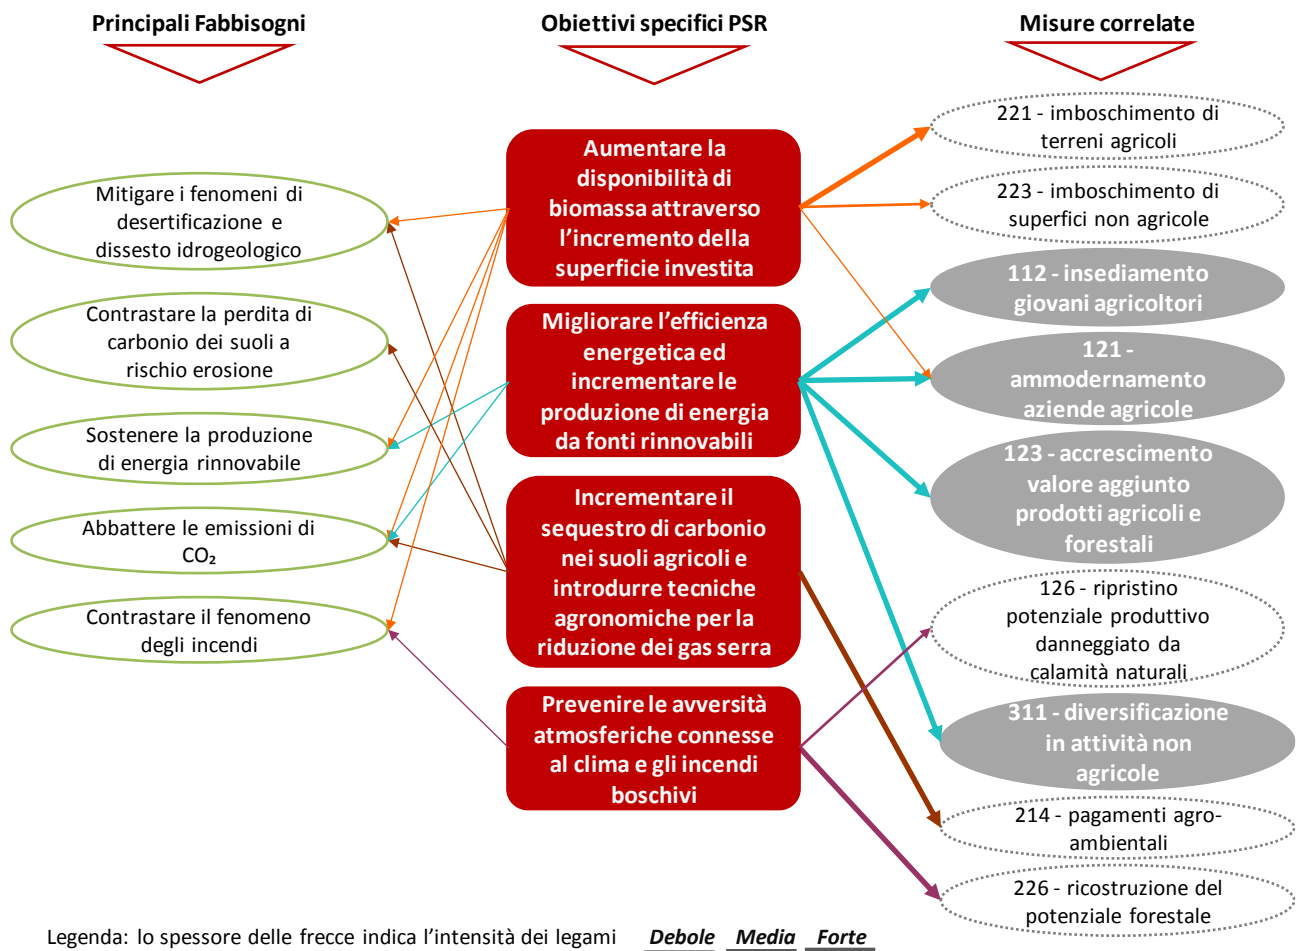 Principali Fabbisogni
Obiettivi specifici PSR
Misure correlate
Mitigare i fenomeni di
desertificazione e
dissesto idrogeologico
Contrastare la perdita di
carbonio dei suoli a
rischio erosione
Sostenere la produzione
di energia rinnovabile
Abbattere le emissioni di
CO₂
Contrastare il fenomeno
degli incendi
Aumentare la
disponibilità di
biomassa attraverso
l’incremento della
superficie investita
Migliorare l’efficienza
energetica ed
incrementare le
produzione di energia
da fonti rinnovabili
Incrementare il
sequestro di carbonio
nei suoli agricoli e
introdurre tecniche
agronomiche per la
riduzione dei gas serra
Prevenire le avversità
atmosferiche connesse
al clima e gli incendi
boschivi
221 - imboschimento di
terreni agricoli
223 - imboschimento di
superfici non agricole
112 - insediamento
giovani agricoltori
121 -
ammodernamento
aziende agricole
123 - accrescimento
valore aggiunto
prodotti agricoli e
forestali
126 - ripristino
potenziale produttivo
danneggiato da
calamità naturali
311 - diversificazione
in attività non
agricole
214 - pagamenti agro-
ambientali
226 - ricostruzione del
potenziale forestale
Legenda: lo spessore delle frecce indica l’intensità dei legami Debole Media Forte